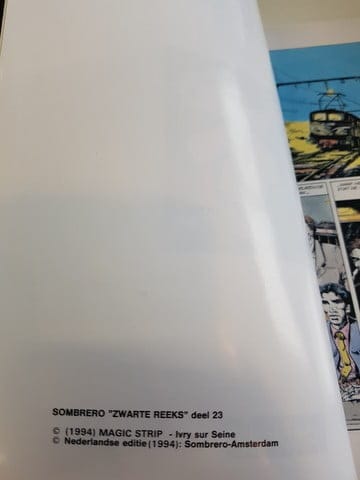 SOMBRERO "ZWARTE REEKS" deel 23
© (1994) MAGIC STRIP - Ivry sur Seine
© Nederlandse editie (1994): Sombrero-Amsterdam